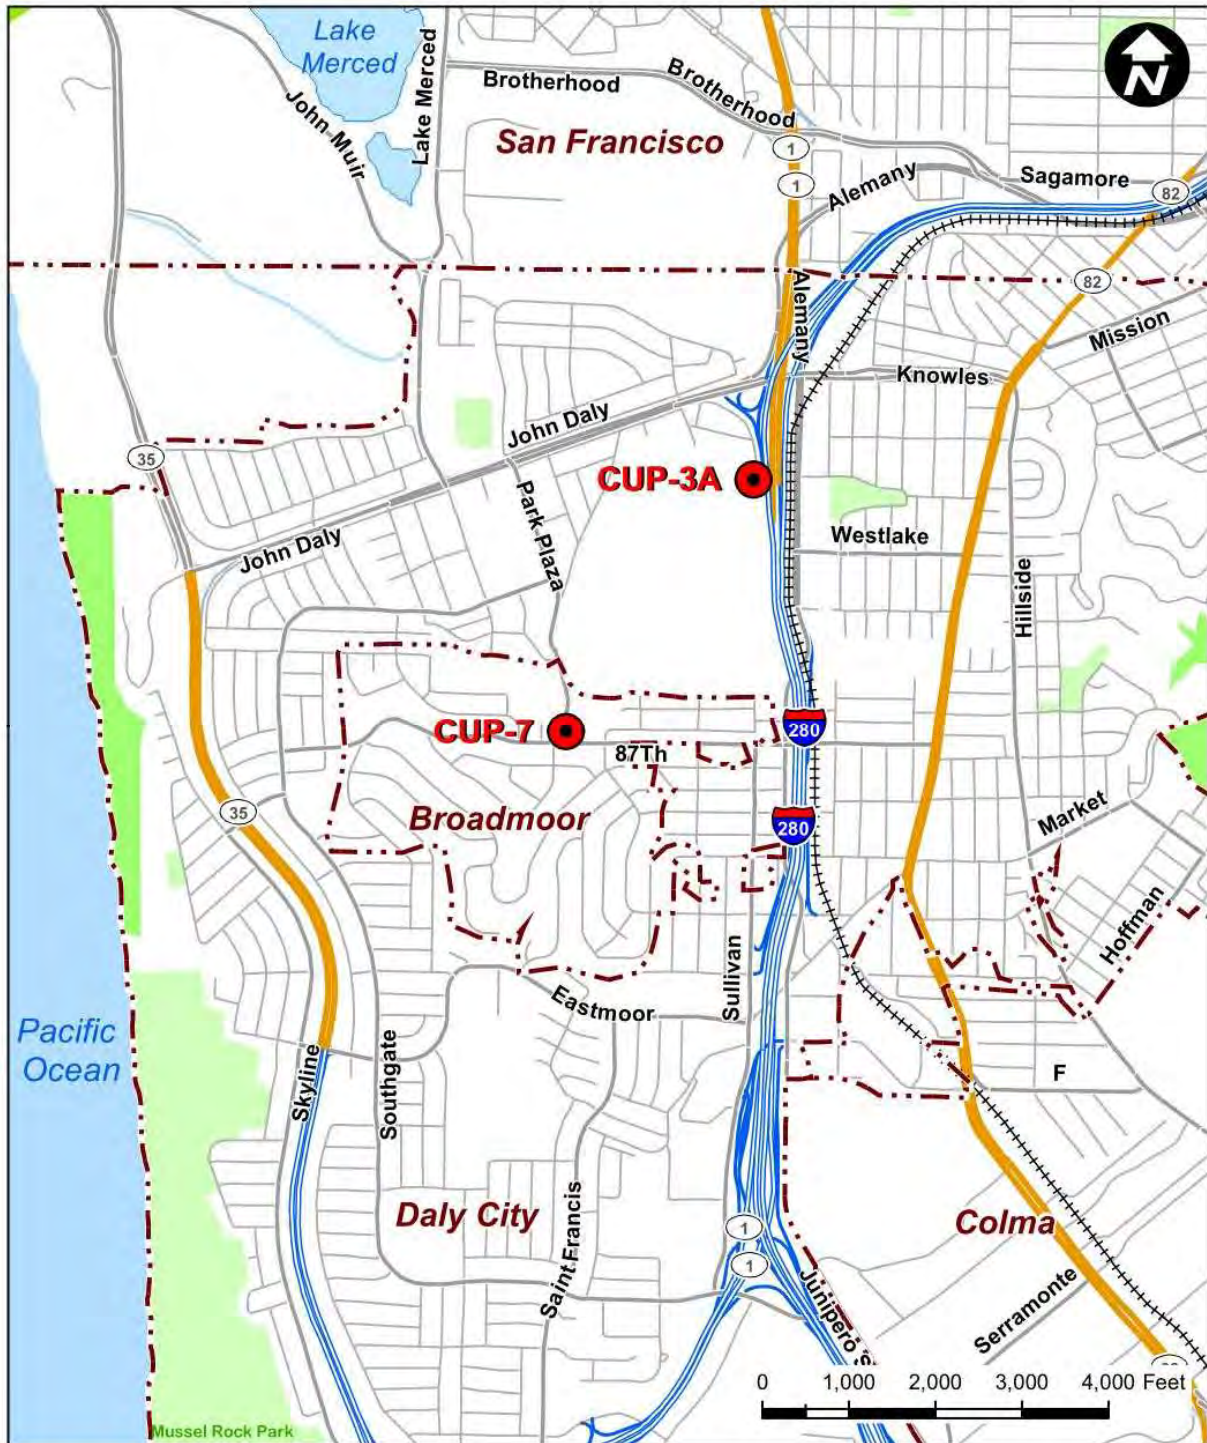 Lake
Merced
Lake Merced
Brotherhood
Brotherhood
N
John Muir
San Francisco
1
1
Alemany
Sagamore
82
82
Alemany
Mission
Knowles
John Daly
35
CUP-3A
Park Plaza
Westlake
John Daly
Hillside
CUP-7
280
87Th
35
Broadmoor
280
Market
Hoffman
Sullivan
Eastmoor
Pacific
Ocean
Skyline
Southgate
F
Saint Francis
Daly City
Colma
1
1
Junipero
Serramonte
0 1,000 2,000 3,000 4,000 Feet
Mussel Rock Park